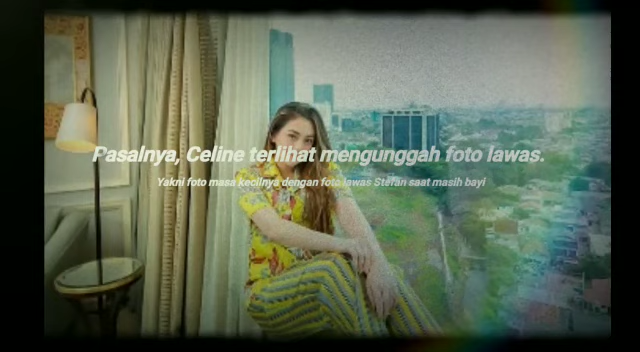 Pasalnya, Celine terlihat mengunggah foto lawas.
Yakni foto masa kecilnya dengan foto lawas Stefan saat masih bayi